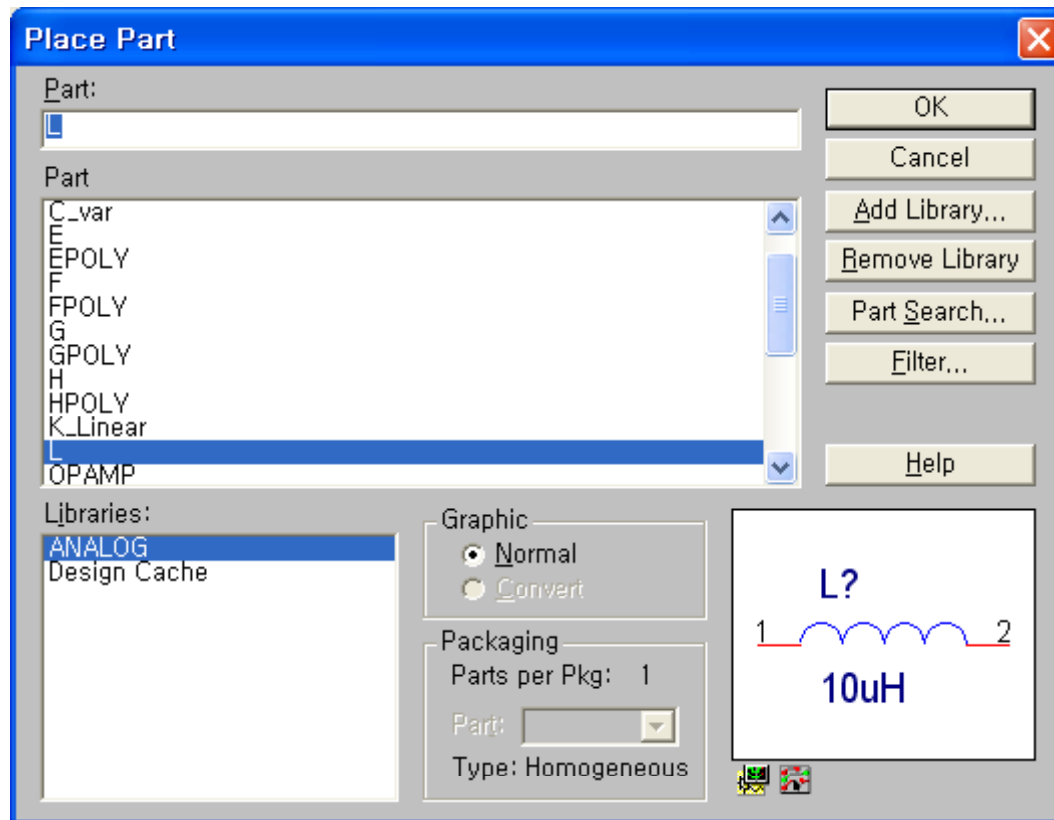 Place Part
Part:
L
Part
C_var
E
EPOLY
F
FPOLY
G
GPOLY
H
HPOLY
K_Linear
L
OPAMP
Libraries:
ANALOG
Design Cache
Graphic
Normal
Convert
Packaging
Parts per Pkg: 1
Part:
Type: Homogeneous
OK
Cancel
Add Library...
Remove Library
Part Search...
Filter...
Help
L?
1 2
10uH